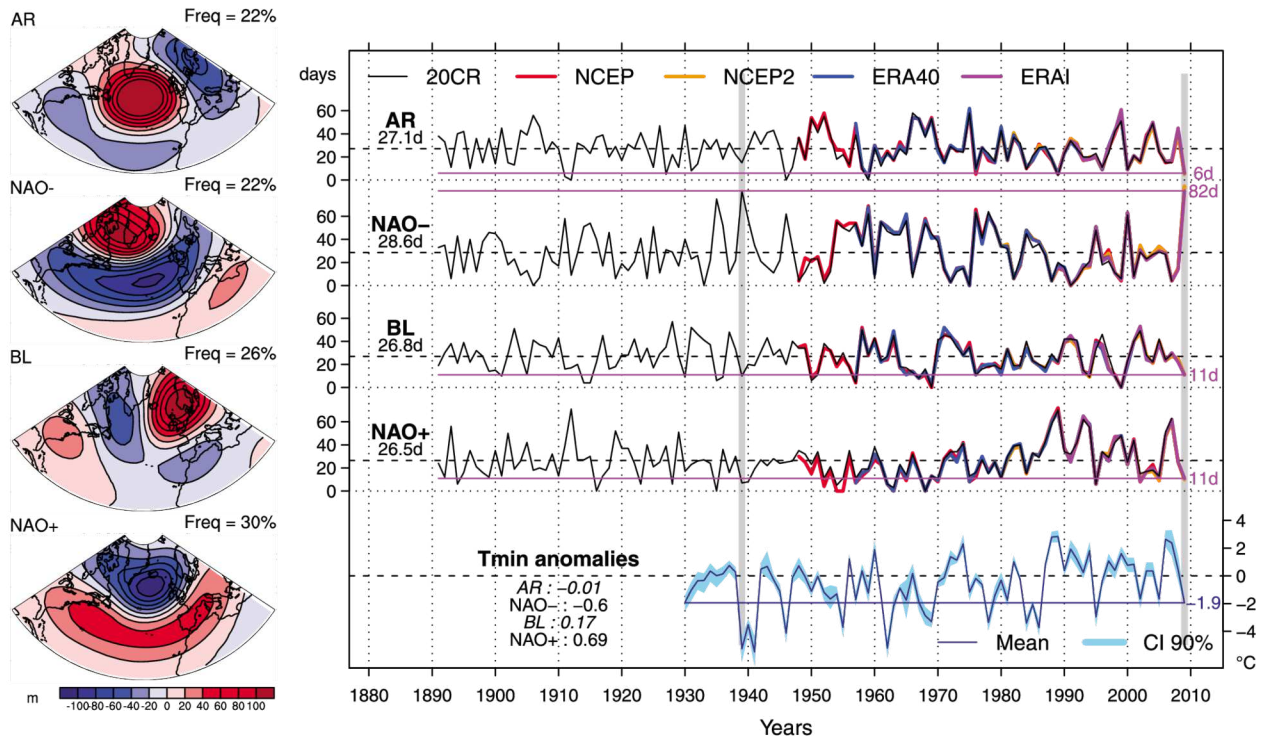 AR Freq = 22%
NAO- Freq = 22%
BL Freq = 26%
NAO+ Freq = 30%
m -100-80 -60 -40 -20 0 20 40 60 80 100
days
20CR NCEP NCEP2 ERA40 ERAI
60
AR
40
27.1d
20
6d
0
82d
60
NAO−
40
28.6d
20
0
60
BL
40
26.8d
20
11d
0
60
NAO+
40
26.5d
20
11d
0
4
Tmin anomalies
2
AR : −0.01
0
NAO− : −0.6
−1.9
−2
BL : 0.17
NAO+ : 0.69
Mean CI 90%
−4
°C
1880 1890 1900 1910 1920 1930 1940 1950 1960 1970 1980 1990 2000 2010
Years